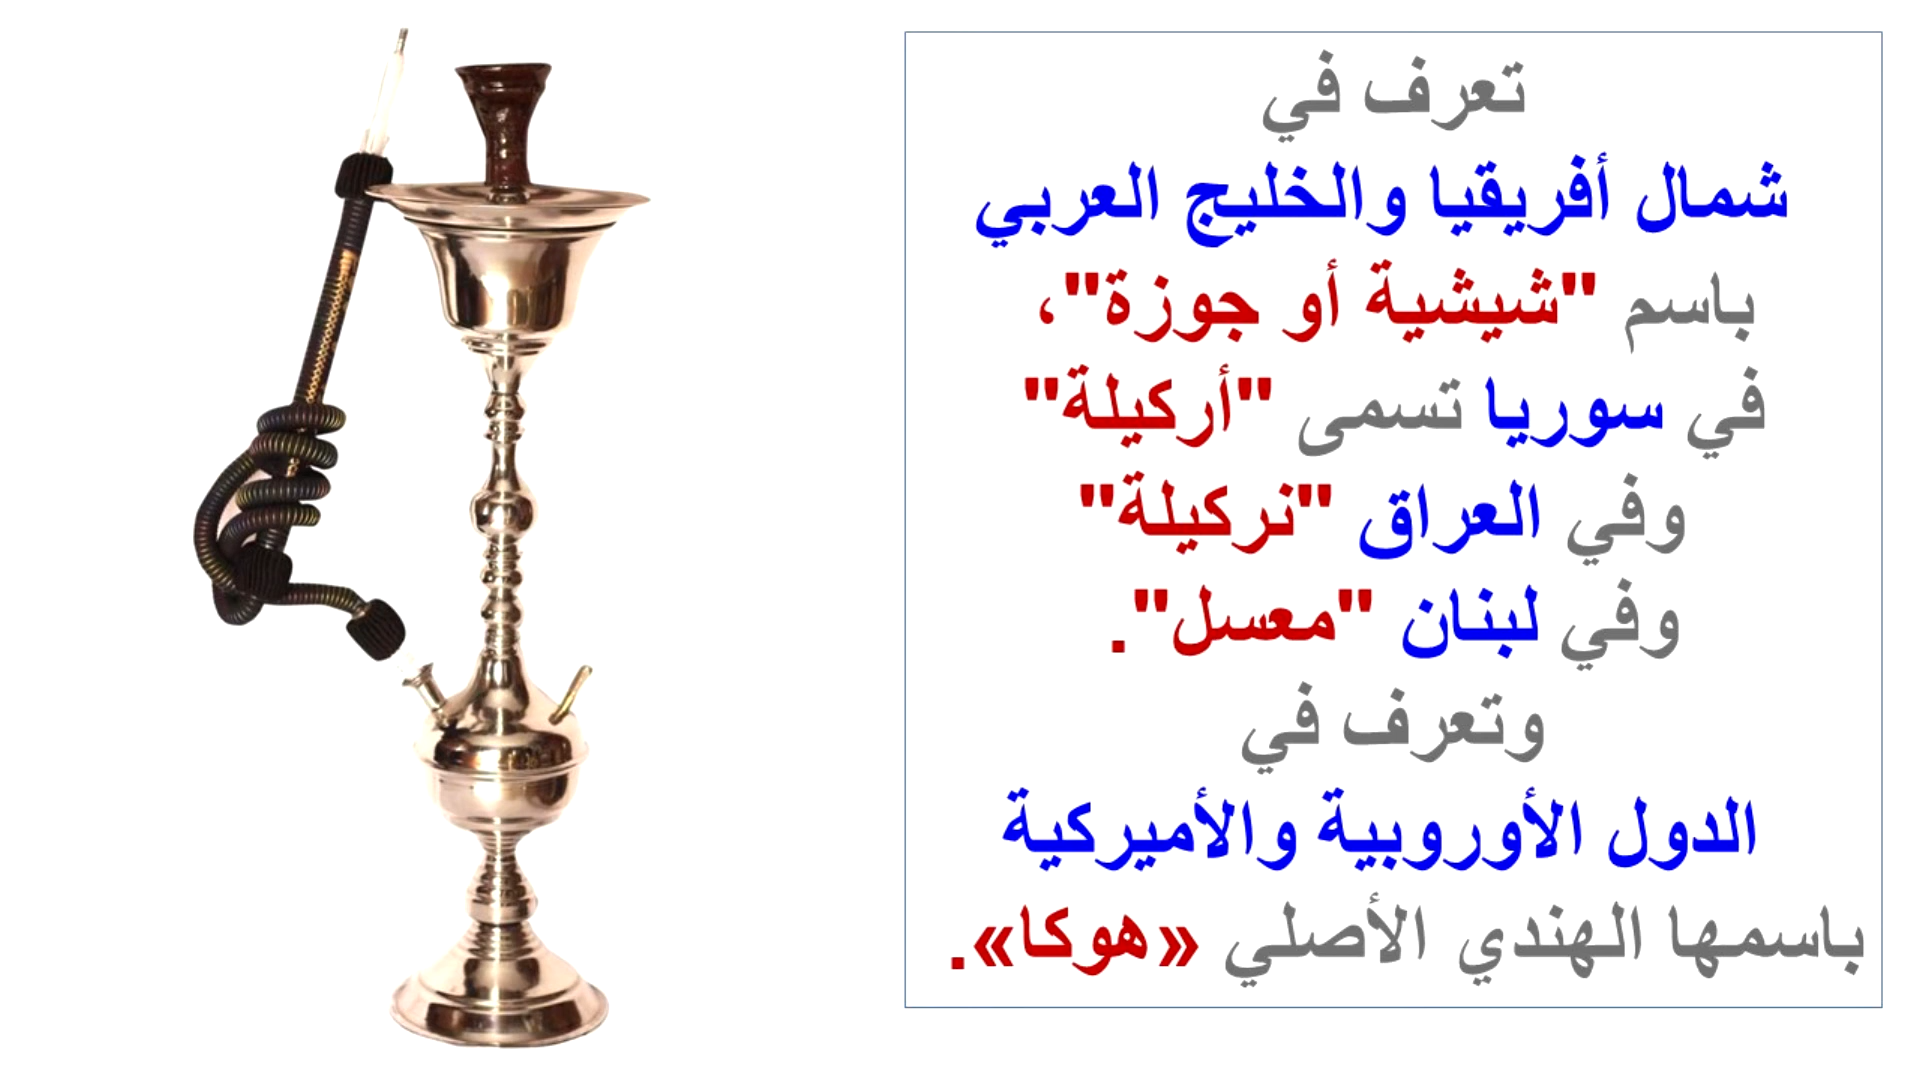 تعرف في
شمال أفريقيا والخليج العربي
باسم "شيشية أو جوزة"،
في سوريا تسمى "أركيلة"
وفي العراق "نركيلة"
وفي لبنان "معسل".
وتعرف في
الدول الأوروبية والأميركية
باسمها الهندي الأصلي «هوكا».